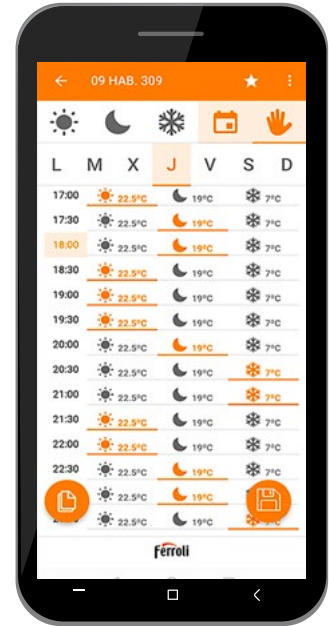 09 HAB. 309
L M X J V S D
17:00 22.5ºC 19ºC 7ºC
17:30 22.5ºC 19ºC 7ºC
18:00 22.5ºC 19ºC 7ºC
18:30 22.5ºC 19ºC 7ºC
19:00 22.5ºC 19ºC 7ºC
19:30 22.5ºC 19ºC 7ºC
20:00 22.5ºC 19ºC 7ºC
20:30 22.5ºC 19ºC 7ºC
21:00 22.5ºC 19ºC 7ºC
21:30 22.5ºC 19ºC 7ºC
22:00 22.5ºC 19ºC 7ºC
22:30 22.5ºC 19ºC 7ºC
22.5ºC 19ºC
22.5ºC 19ºC
Ferroli